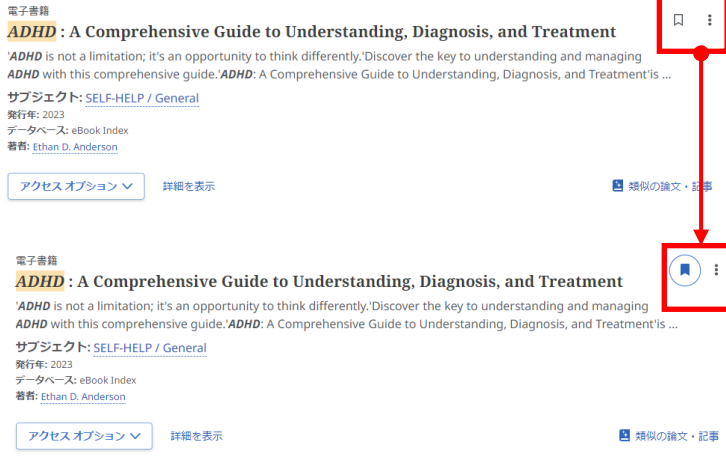 電子書籍
ADHD : A Comprehensive Guide to Understanding, Diagnosis, and Treatment
'ADHD is not a limitation; it's an opportunity to think differently.'Discover the key to understanding and managing
ADHD with this comprehensive guide.'ADHD: A Comprehensive Guide to Understanding, Diagnosis, and Treatment'is ...
サブジェクト: SELF-HELP / General
発行年: 2023
データベース: eBook Index
著者: Ethan D. Anderson
アクセス オプション 詳細を表示 類似の論文・記事
電子書籍
ADHD : A Comprehensive Guide to Understanding, Diagnosis, and Treatment
'ADHD is not a limitation; it's an opportunity to think differently.'Discover the key to understanding and managing
ADHD with this comprehensive guide.'ADHD: A Comprehensive Guide to Understanding, Diagnosis, and Treatment'is ...
サブジェクト: SELF-HELP / General
発行年: 2023
データベース: eBook Index
著者: Ethan D. Anderson
アクセス オプション 詳細を表示 類似の論文・記事